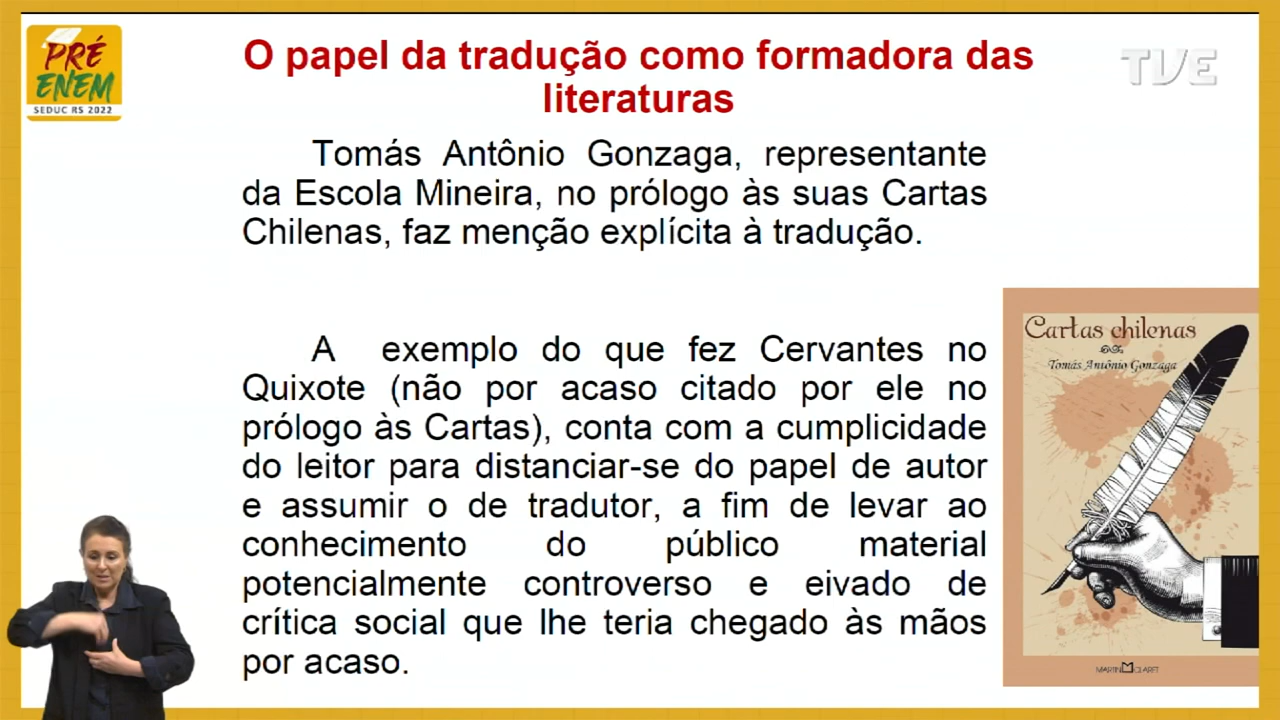 PRÉ
ENEM
SEDUC RS 2022
O papel da tradução como formadora das
literaturas
TVE
Tomás Antônio Gonzaga, representante
da Escola Mineira, no prólogo às suas Cartas
Chilenas, faz menção explícita à tradução.
A exemplo do que fez Cervantes no
Quixote (não por acaso citado por ele no
prólogo às Cartas), conta com a cumplicidade
do leitor para distanciar-se do papel de autor
e assumir o de tradutor, a fim de levar ao
conhecimento do público material
potencialmente controverso e eivado de
crítica social que lhe teria chegado às mãos
por acaso.
Cartas chilenas
Tomás Antônio Gonzaga
MARTIN CLARET